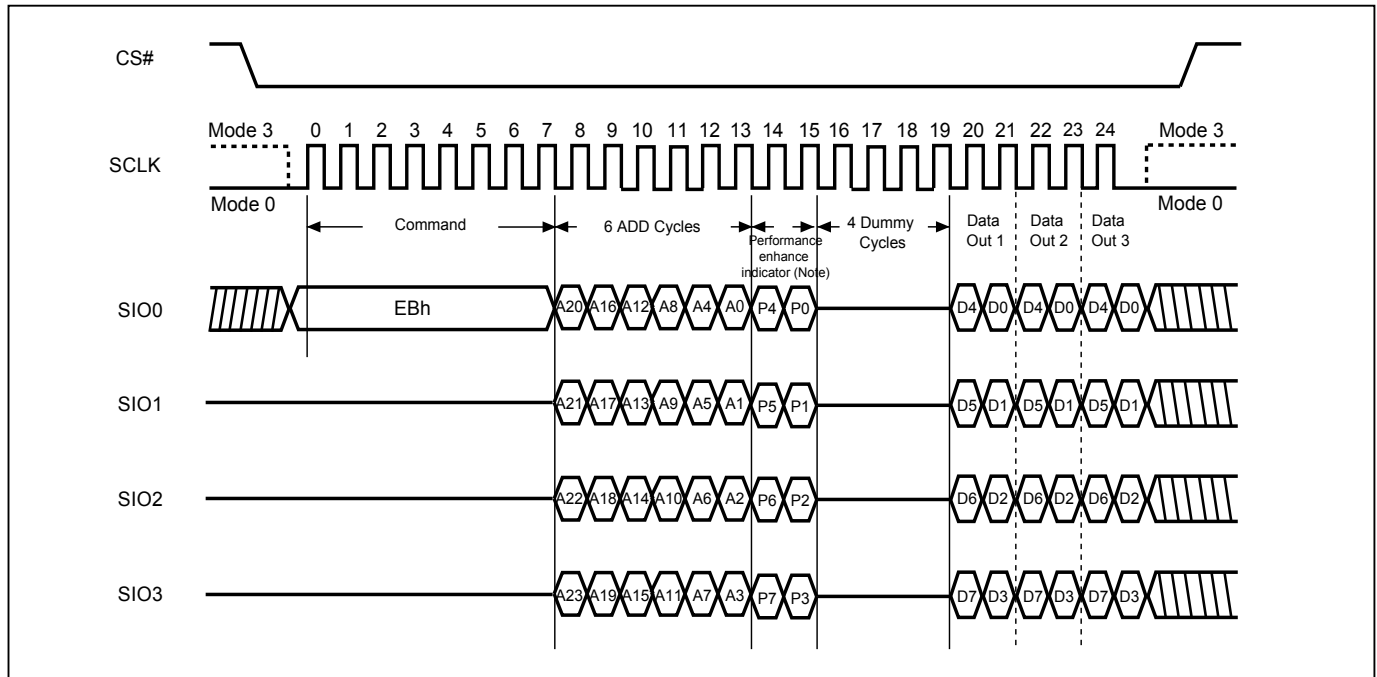 CS#
Mode 3 0 1 2 3 4 5 6 7 8 9 10 11 12 13 14 15 16 17 18 19 20 21 22 23 24 Mode 3
SCLK
Mode 0 Mode 0
Command 6 ADD Cycles Performance enhance indicator (Note) 4 Dummy Cycles Data Out 1 Data Out 2 Data Out 3
SIO0 EBh A20 A16 A12 A8 A4 A0 P4 P0 D4 D0 D4 D0 D4 D0
SIO1 A21 A17 A13 A9 A5 A1 P5 P1 D5 D1 D5 D1 D5 D1
SIO2 A22 A18 A14 A10 A6 A2 P6 P2 D6 D2 D6 D2 D6 D2
SIO3 A23 A19 A15 A11 A7 A3 P7 P3 D7 D3 D7 D3 D7 D3